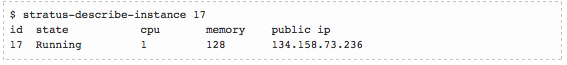 $ stratus-describe-instance 17
id state cpu memory public ip
17 Running 1 128 134.158.73.236